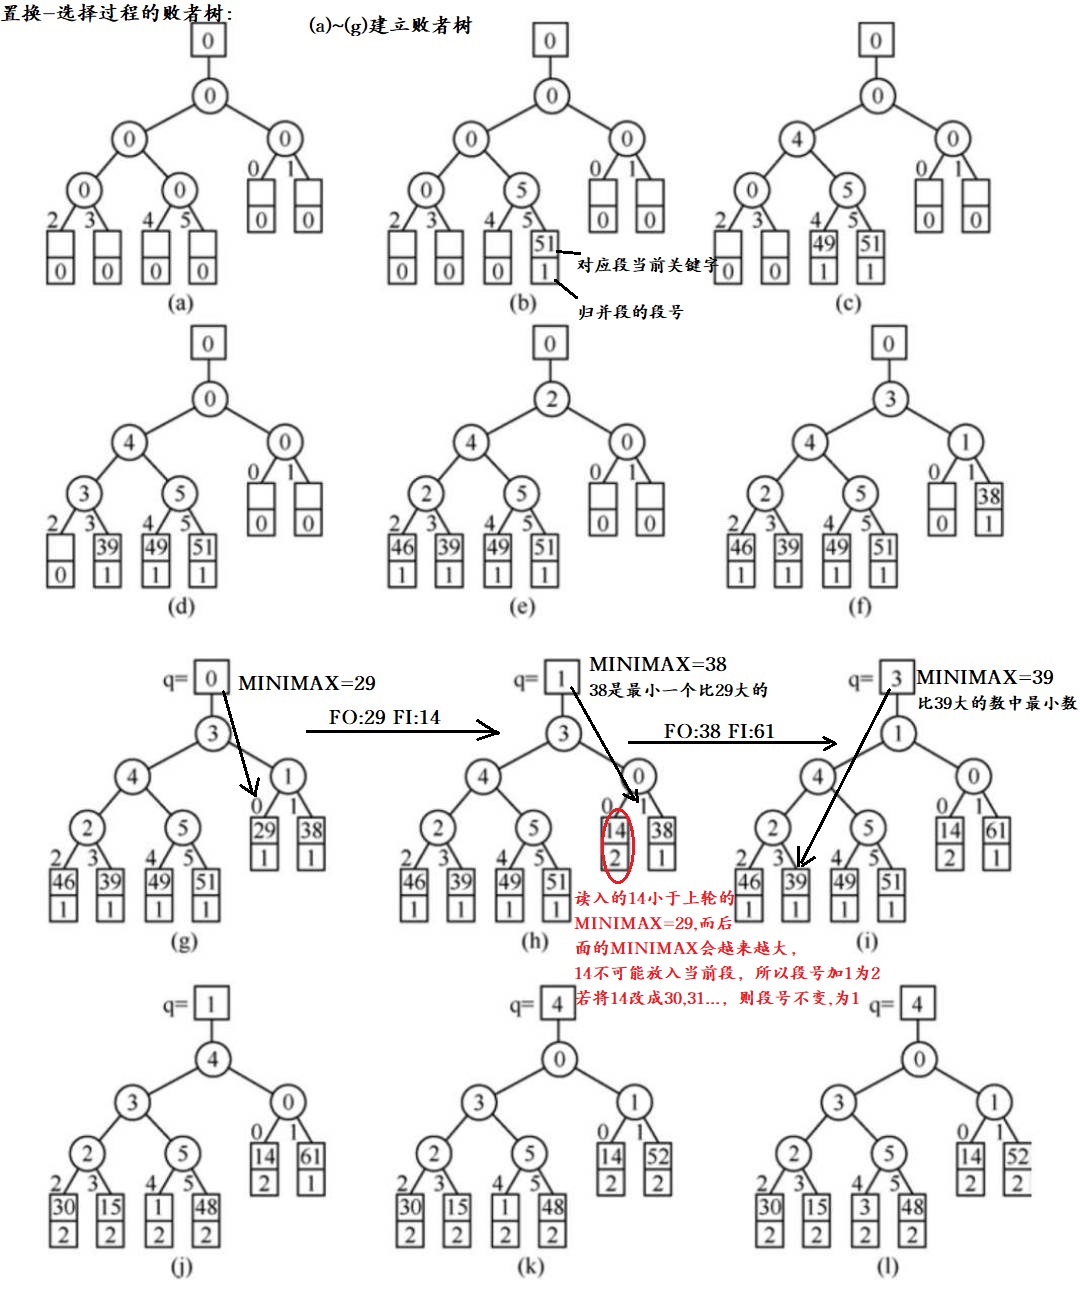 置换-选择过程的败者树:
(a)~(g)建立败者树
0
0
0 0
0 0 0 1
2 3 4 5 0 0
0 0 0 0
(a)
0
0
0 0
0 5 0 1
2 3 4 5 0 0
51
0 0 0 1
(b)
对应段当前关键字
归并段的段号
0
0
4 0
0 5 0 1
2 3 4 5 0 0
49 51
0 0 1 1
(c)
0
0
4 0
3 5 0 1
2 3 4 5 0 0
39 49 51
0 1 1 1
(d)
0
2
4 0
2 5 0 1
2 3 4 5 0 0
46 39 49 51
1 1 1 1
(e)
0
3
4 1
2 5 0 1
38
2 3 4 5 0 1
46 39 49 51
1 1 1 1
(f)
q= 0
MINIMAX=29
3
4 1
0 1
2 5 29 38
2 3 4 5 1 1
46 39 49 51
1 1 1 1
(g)
FO:29 FI:14
q= 1
MINIMAX=38
38是最小一个比29大的
3
4 0
0 1
2 5 14 38
2 3 4 5 2 1
46 39 49 51
1 1 1 1
(h)
读入的14小于上轮的
MINIMAX=29,而后
面的MINIMAX会越来越大，
14不可能放入当前段，所以段号加1为2
若将14改成30,31...，则段号不变,为1
FO:38 FI:61
q= 3
MINIMAX=39
比39大的数中最小数
1
4 0
0 1
2 5 14 61
2 3 4 5 2 1
46 39 49 51
1 1 1 1
(i)
q= 1
4
3 0
0 1
2 5 14 61
2 3 4 5 2 1
30 15 1 48
2 2 2 2
(j)
q= 4
0
3 1
0 1
2 5 14 52
2 3 4 5 2 2
30 15 1 48
2 2 2 2
(k)
q= 4
0
3 1
0 1
2 5 14 52
2 3 4 5 2 2
30 15 3 48
2 2 2 2
(l)